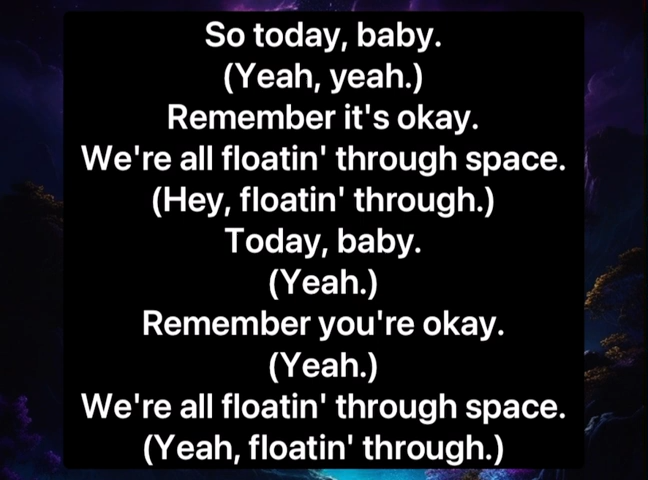 So today, baby.
(Yeah, yeah.)
Remember it's okay.
We're all floatin' through space.
(Hey, floatin' through.)
Today, baby.
(Yeah.)
Remember you're okay.
(Yeah.)
We're all floatin' through space.
(Yeah, floatin' through.)